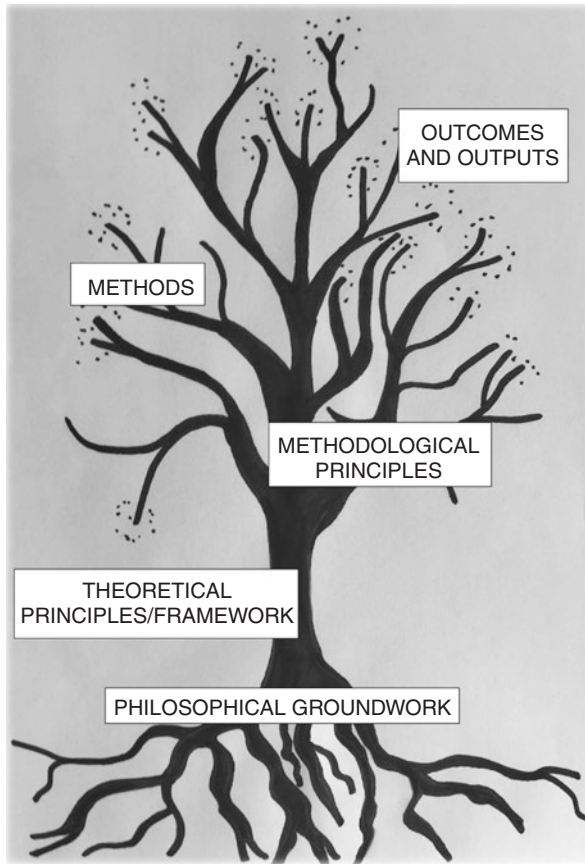 OUTCOMES
AND OUTPUTS
METHODS
METHODOLOGICAL
PRINCIPLES
THEORETICAL
PRINCIPLES/FRAMEWORK
PHILOSOPHICAL GROUNDWORK